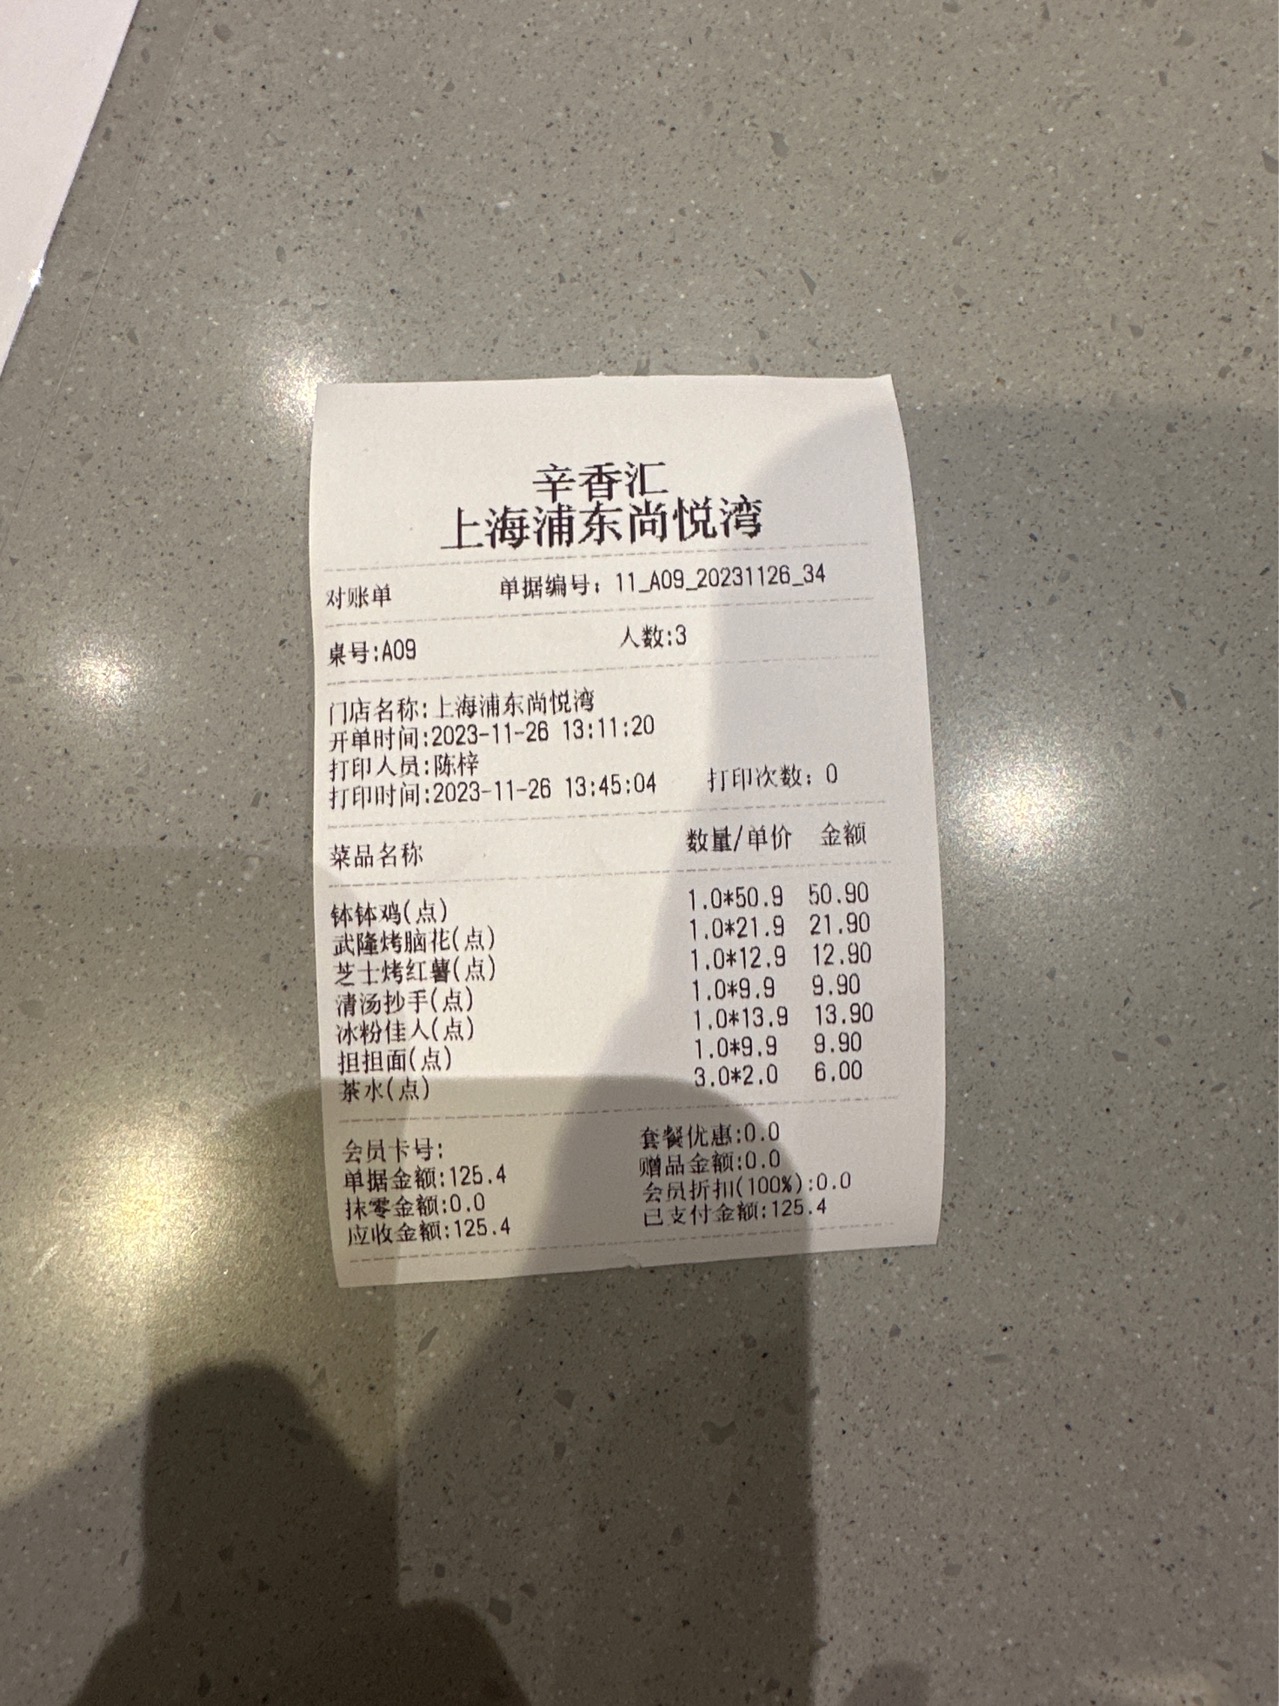 辛香汇
上海浦东尚悦湾
对账单 单据编号：11_A09_20231126_34
桌号:A09 人数:3
门店名称:上海浦东尚悦湾
开单时间:2023-11-26 13:11:20
打印人员:陈梓
打印时间:2023-11-26 13:45:04 打印次数：0
菜品名称 数量/单价 金额
钵钵鸡(点) 1.0*50.9 50.90
武隆烤脑花(点) 1.0*21.9 21.90
芝士烤红薯(点) 1.0*12.9 12.90
清汤抄手(点) 1.0*9.9 9.90
冰粉佳人(点) 1.0*13.9 13.90
担担面(点) 1.0*9.9 9.90
茶水(点) 3.0*2.0 6.00
会员卡号: 套餐优惠:0.0
单据金额:125.4 赠品金额:0.0
抹零金额:0.0 会员折扣(100%):0.0
应收金额:125.4 已支付金额:125.4